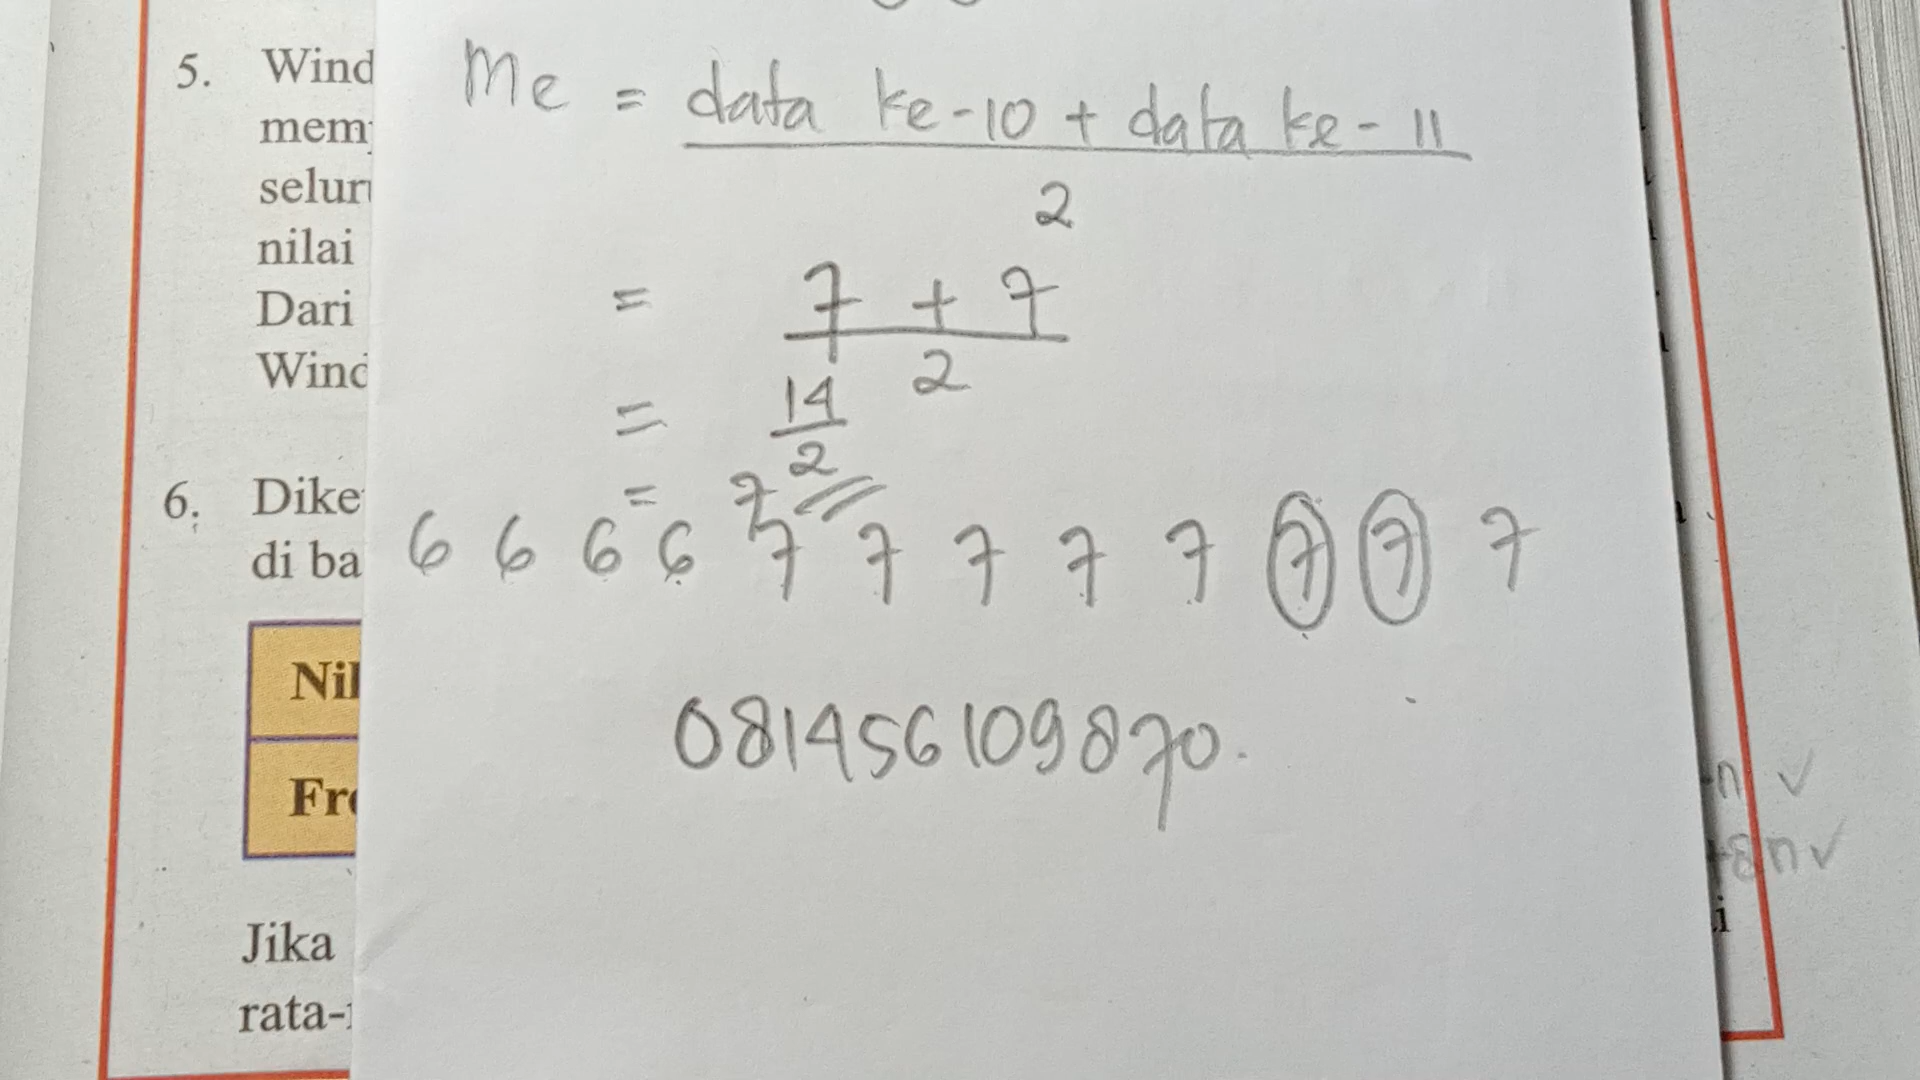 5. Wind
mem
selur
nilai
Dari
Wind
6. Dike
di ba
Nil
Fre
Jika
rata-
Me = data ke-10 + data ke-11
2
= 7 + 7
2
= 14
2
= 7
6 6 6 6 7 7 7 7 7 7 7 7
081456109870.
n ✓
+8n ✓
i